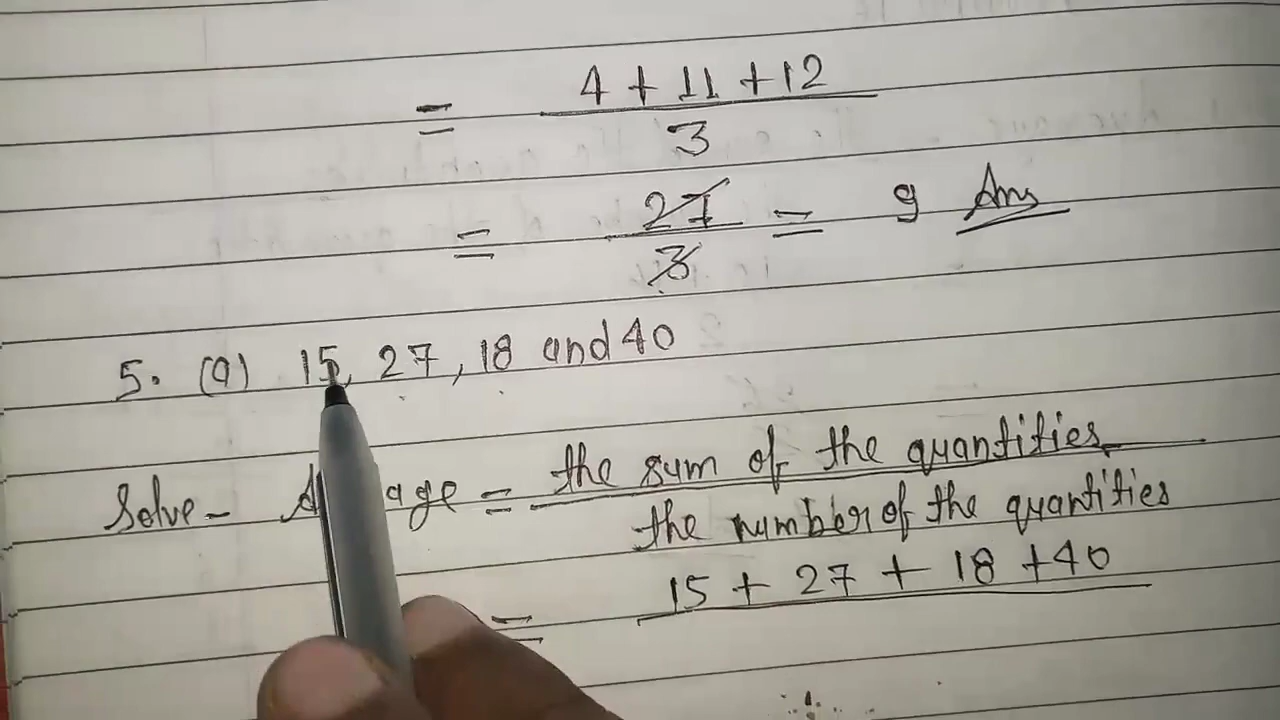 = 4 + 11 + 12
3
= 27 = 9 Ans
3
5. (a) 15, 27, 18 and 40
Solve - age = the sum of the quantities
the number of the quantities
= 15 + 27 + 18 + 40